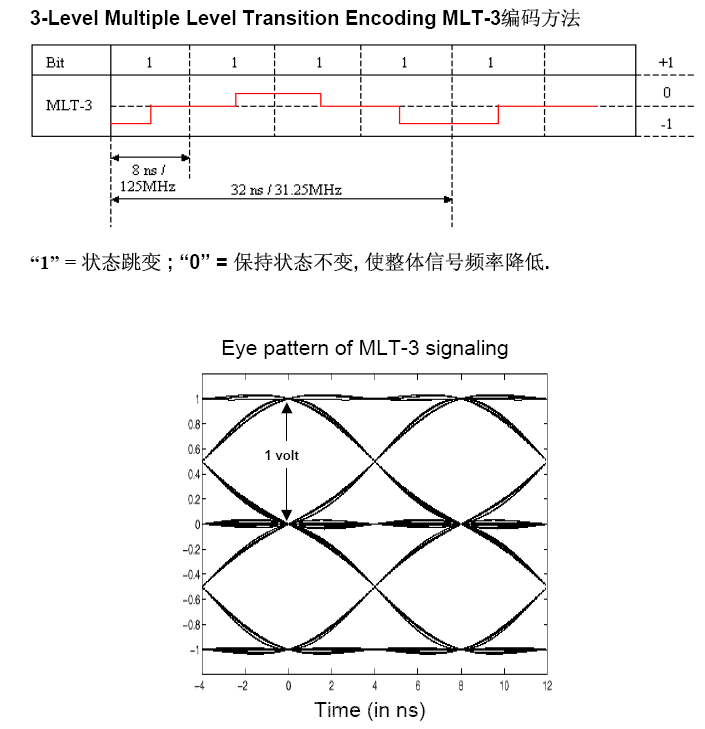 3-Level Multiple Level Transition Encoding MLT-3编码方法
Bit 1 1 1 1 1 +1
MLT-3 0
-1
8 ns /
125MHz
32 ns / 31.25MHz
“1” = 状态跳变 ; “0” = 保持状态不变, 使整体信号频率降低.
Eye pattern of MLT-3 signaling
1
0.8
0.6
1 volt
0.4
0.2
0
-0.2
-0.4
-0.6
-0.8
-1
-4 -2 0 2 4 6 8 10 12
Time (in ns)